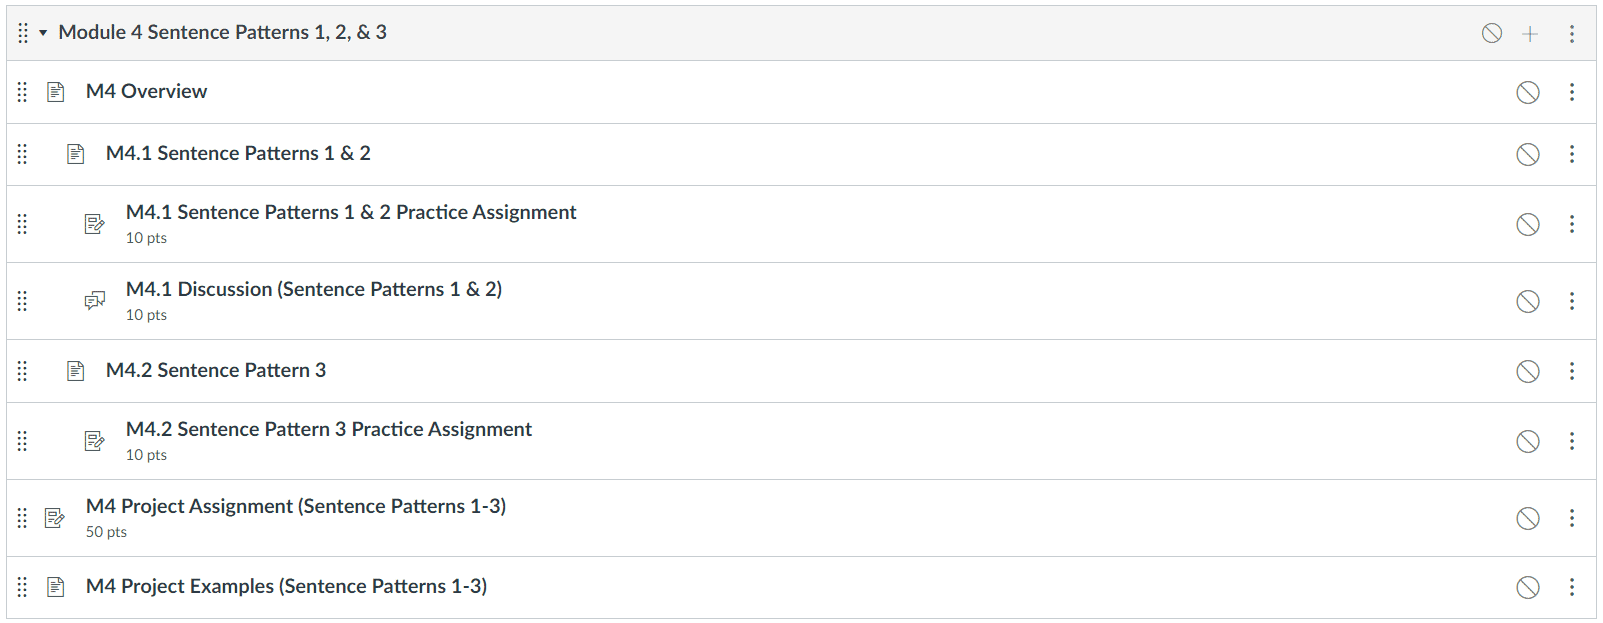 Module 4 Sentence Patterns 1, 2, & 3
M4 Overview
M4.1 Sentence Patterns 1 & 2
M4.1 Sentence Patterns 1 & 2 Practice Assignment
10 pts
M4.1 Discussion (Sentence Patterns 1 & 2)
10 pts
M4.2 Sentence Pattern 3
M4.2 Sentence Pattern 3 Practice Assignment
10 pts
M4 Project Assignment (Sentence Patterns 1-3)
50 pts
M4 Project Examples (Sentence Patterns 1-3)